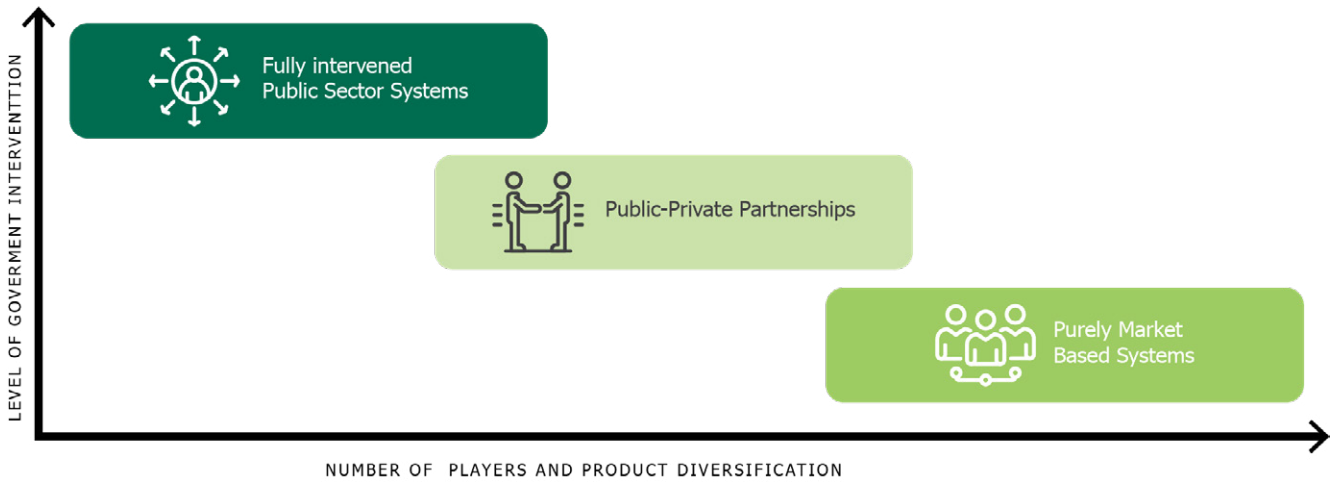 LEVEL OF GOVERMENT INTERVENTTION
Fully intervened
Public Sector Systems
Public-Private Partnerships
Purely Market
Based Systems
NUMBER OF PLAYERS AND PRODUCT DIVERSIFICATION